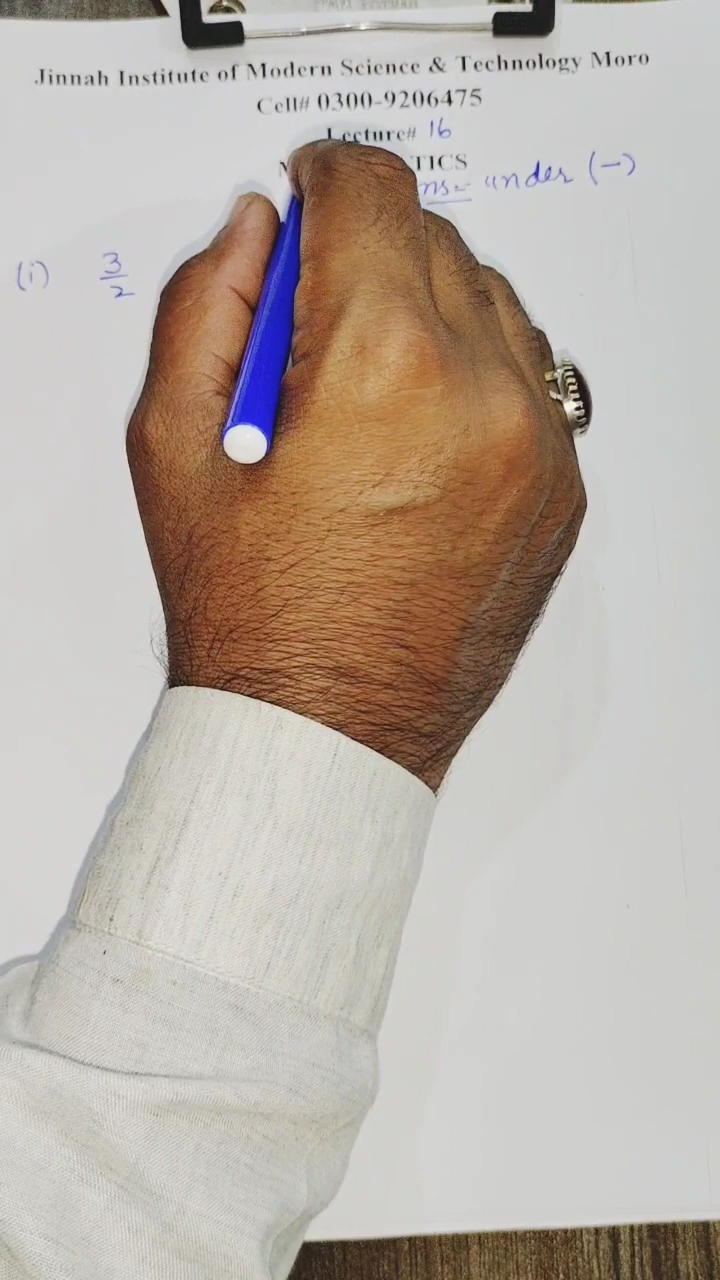 Jinnah Institute of Modern Science & Technology Moro
Cell# 0300-9206475
Lecture# 16
under (-)
(i) 3/2